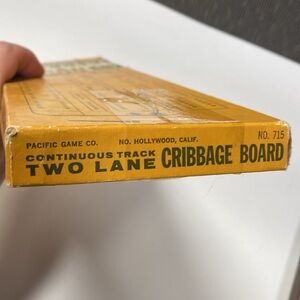 PACIFIC GAME CO. NO. HOLLYWOOD, CALIF. NO. 715
CONTINUOUS TRACK
TWO LANE CRIBBAGE BOARD